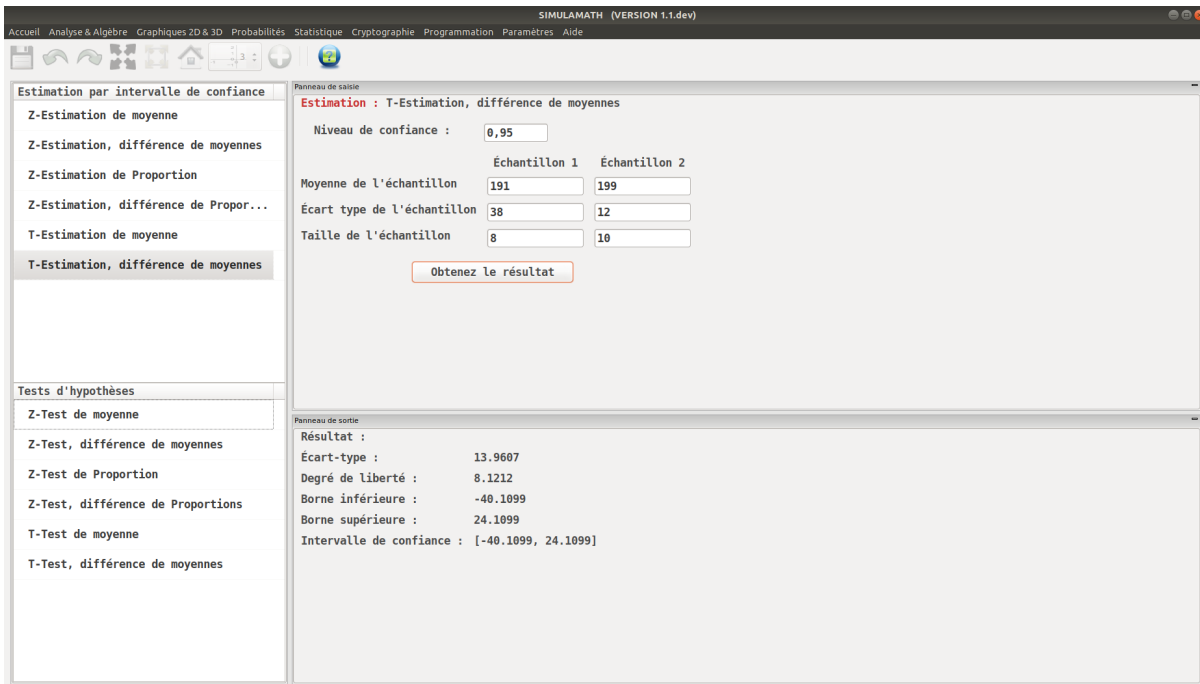 SIMULAMATH (VERSION 1.1.dev)
Accueil Analyse & Algèbre Graphiques 2D & 3D Probabilités Statistique Cryptographie Programmation Paramètres Aide
3
Estimation par intervalle de confiance
Z-Estimation de moyenne
Z-Estimation, différence de moyennes
Z-Estimation de Proportion
Z-Estimation, différence de Propor...
T-Estimation de moyenne
T-Estimation, différence de moyennes
Tests d'hypothèses
Z-Test de moyenne
Z-Test, différence de moyennes
Z-Test de Proportion
Z-Test, différence de Proportions
T-Test de moyenne
T-Test, différence de moyennes
Panneau de saisie
Estimation : T-Estimation, différence de moyennes
Niveau de confiance : 0,95
Échantillon 1 Échantillon 2
Moyenne de l'échantillon 191 199
Écart type de l'échantillon 38 12
Taille de l'échantillon 8 10
Obtenez le résultat
Panneau de sortie
Résultat :
Écart-type : 13.9607
Degré de liberté : 8.1212
Borne inférieure : -40.1099
Borne supérieure : 24.1099
Intervalle de confiance : [-40.1099, 24.1099]